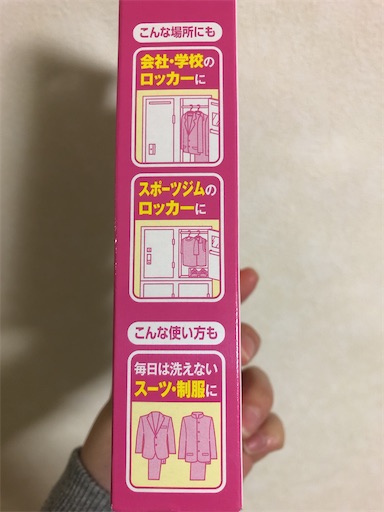 こんな場所にも
会社・学校の
ロッカーに
スポーツジムの
ロッカーに
こんな使い方も
毎日は洗えない
スーツ・制服に